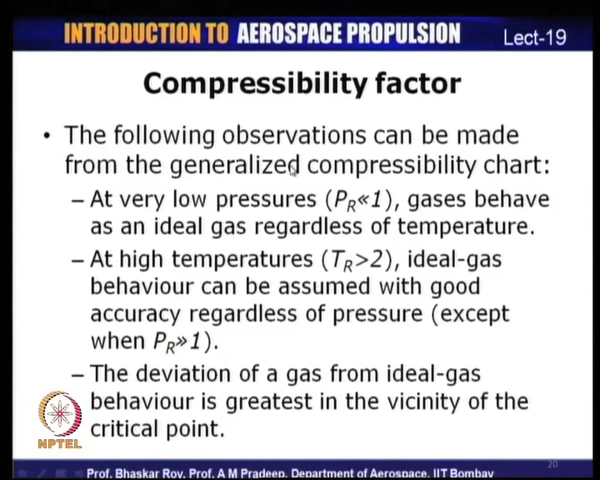 INTRODUCTION TO AEROSPACE PROPULSION Lect-19
Compressibility factor
• The following observations can be made
from the generalized compressibility chart:
– At very low pressures (P_R«1), gases behave
as an ideal gas regardless of temperature.
– At high temperatures (T_R>2), ideal-gas
behaviour can be assumed with good
accuracy regardless of pressure (except
when P_R»1).
– The deviation of a gas from ideal-gas
behaviour is greatest in the vicinity of the
critical point.
NPTEL
20
Prof. Bhaskar Roy, Prof. A M Pradeep, Department of Aerospace, IIT Bombay